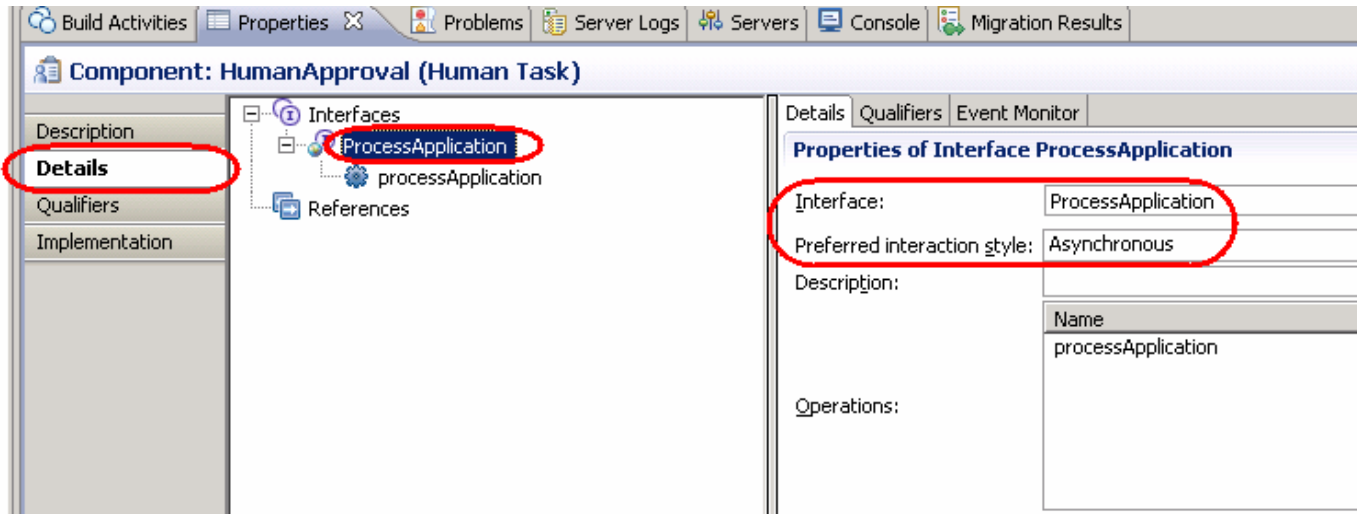 Build Activities Properties Problems Server Logs Servers Console Migration Results
Component: HumanApproval (Human Task)
Description
Details
Qualifiers
Implementation
Interfaces
ProcessApplication
processApplication
References
Details Qualifiers Event Monitor
Properties of Interface ProcessApplication
Interface: ProcessApplication
Preferred interaction style: Asynchronous
Description:
Name
processApplication
Operations: